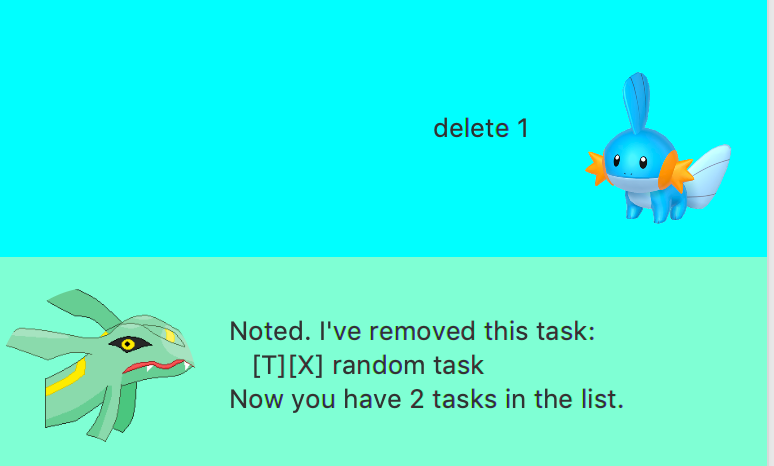 delete 1
Noted. I've removed this task:
[T][X] random task
Now you have 2 tasks in the list.